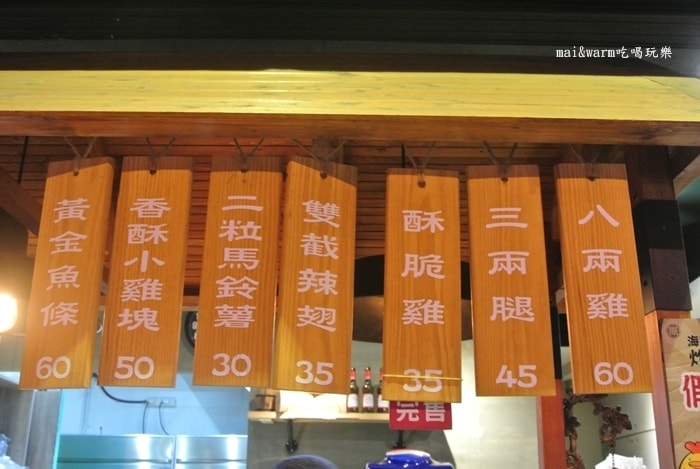 mai&warm吃喝玩樂
黃金魚條
60
香酥小雞塊
50
二粒馬鈴薯
30
雙截辣翅
35
酥脆雞
35
三兩腿
45
八兩雞
60
完售
海